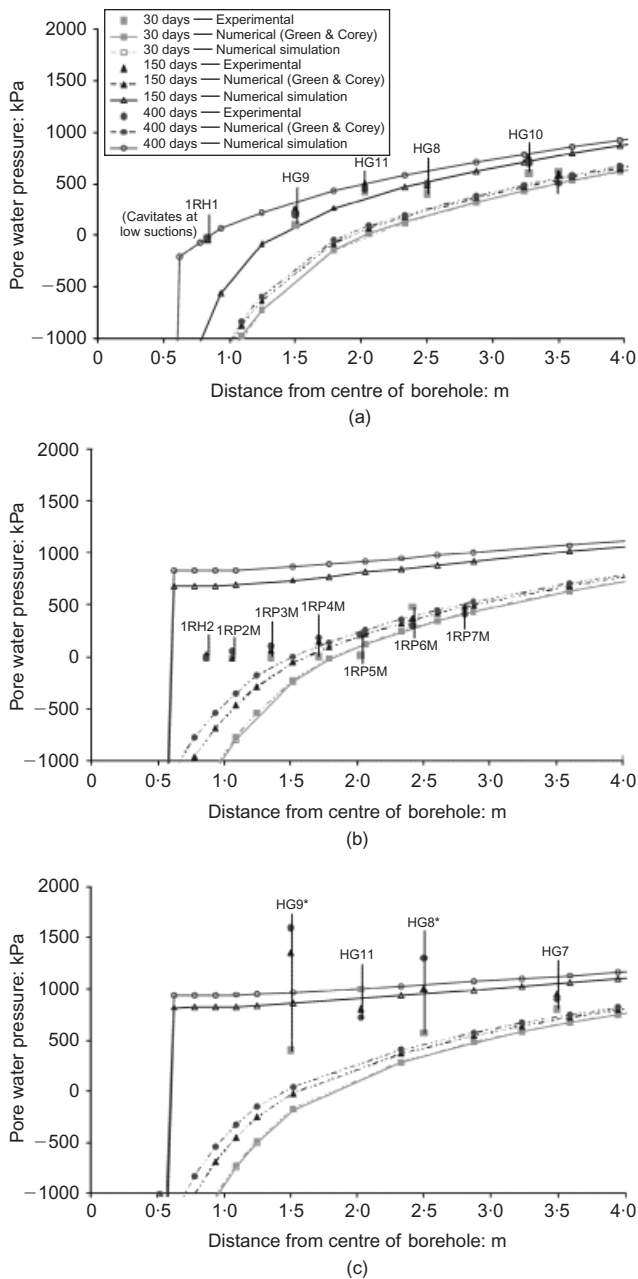 30 days — Experimental
30 days — Numerical (Green & Corey)
30 days — Numerical simulation
150 days — Experimental
150 days — Numerical (Green & Corey)
150 days — Numerical simulation
400 days — Experimental
400 days — Numerical (Green & Corey)
400 days — Numerical simulation
2000
1500
1000
500
0
−500
−1000
Pore water pressure: kPa
1RH1
(Cavitates at
low suctions)
HG9
HG11
HG8
HG10
0 0·5 1·0 1·5 2·0 2·5 3·0 3·5 4·0
Distance from centre of borehole: m
(a)
2000
1500
1000
500
0
−500
−1000
Pore water pressure: kPa
1RH2
1RP2M
1RP3M
1RP4M
1RP5M
1RP6M
1RP7M
0 0·5 1·0 1·5 2·0 2·5 3·0 3·5 4·0
Distance from centre of borehole: m
(b)
2000
1500
1000
500
0
−500
−1000
Pore water pressure: kPa
HG9*
HG11
HG8*
HG7
0 0·5 1·0 1·5 2·0 2·5 3·0 3·5 4·0
Distance from centre of borehole: m
(c)